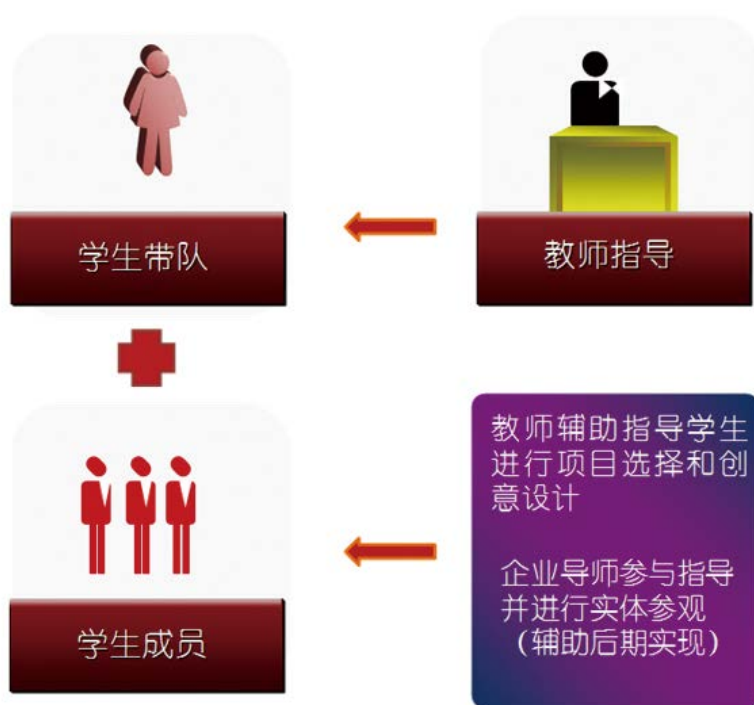 学生带队
教师指导
学生成员
教师辅助指导学生
进行项目选择和创
意设计
企业导师参与指导
并进行实体参观
（辅助后期实现）